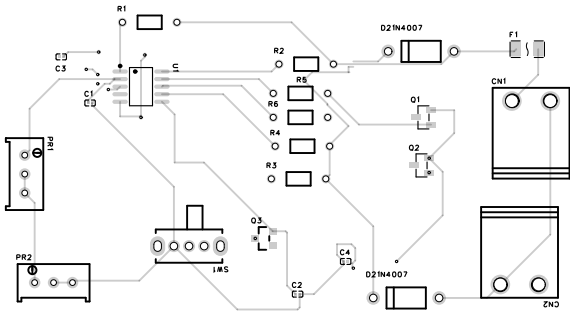 R1
D21N4007
F1
C3
U1
R2
R5
CN1
C1
R6
Q1
R4
PR1
Q2
R3
Q3
PR2
SW1
C4
D21N4007
C2
CN2